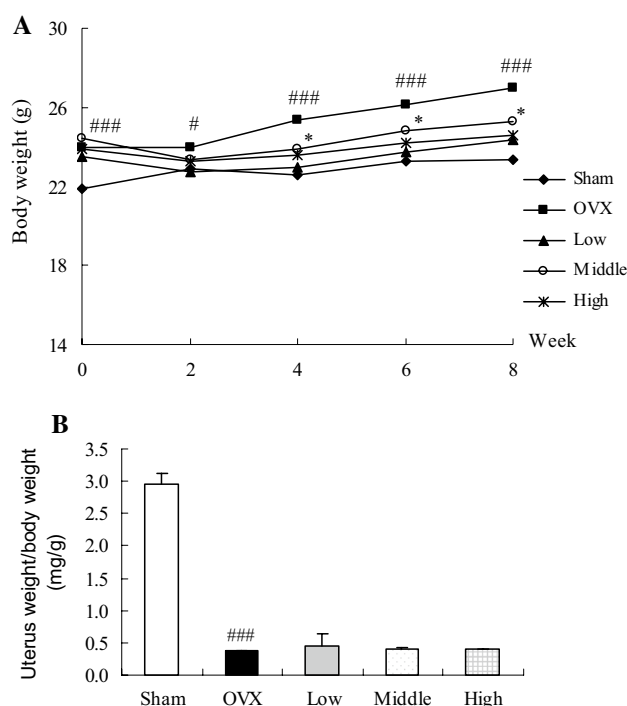 A
Body weight (g)
30
26
22
18
14
###
#
###
###
###
*
*
*
0
2
4
6
8
Week
Sham
OVX
Low
Middle
High
B
Uterus weight/body weight
(mg/g)
3.5
3.0
2.5
2.0
1.5
1.0
0.5
0.0
###
Sham
OVX
Low
Middle
High